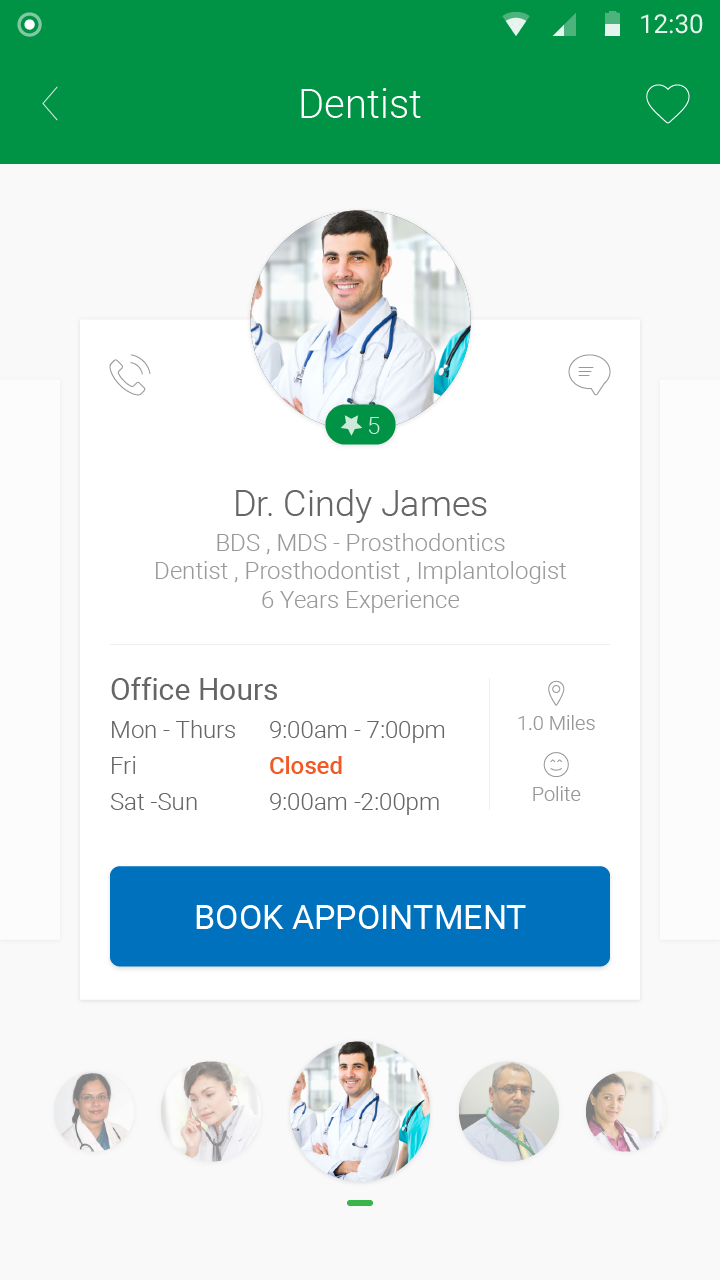 12:30
Dentist
5
Dr. Cindy James
BDS , MDS - Prosthodontics
Dentist , Prosthodontist , Implantologist
6 Years Experience
Office Hours
Mon - Thurs 9:00am - 7:00pm
Fri Closed
Sat -Sun 9:00am -2:00pm
1.0 Miles
Polite
BOOK APPOINTMENT